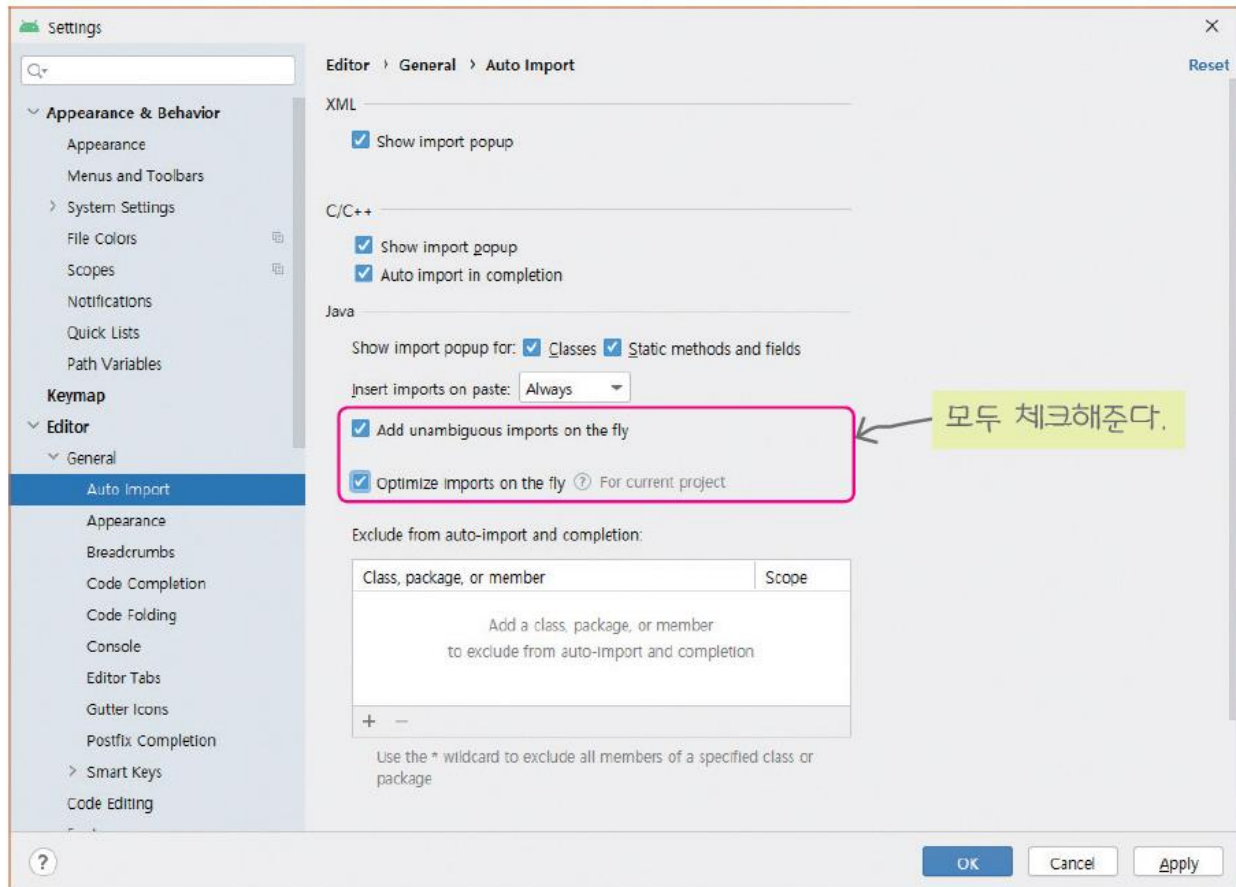 Settings
Editor › General › Auto Import
Reset
Appearance & Behavior
Appearance
Menus and Toolbars
System Settings
File Colors
Scopes
Notifications
Quick Lists
Path Variables
Keymap
Editor
General
Auto Import
Appearance
Breadcrumbs
Code Completion
Code Folding
Console
Editor Tabs
Gutter Icons
Postfix Completion
Smart Keys
Code Editing
XML
Show import popup
C/C++
Show import popup
Auto import in completion
Java
Show import popup for: Classes Static methods and fields
Insert imports on paste: Always
Add unambiguous imports on the fly
Optimize imports on the fly ? For current project
모두 체크해준다.
Exclude from auto-import and completion:
Class, package, or member Scope
Add a class, package, or member
to exclude from auto-import and completion
+ −
Use the * wildcard to exclude all members of a specified class or
package
?
OK Cancel Apply